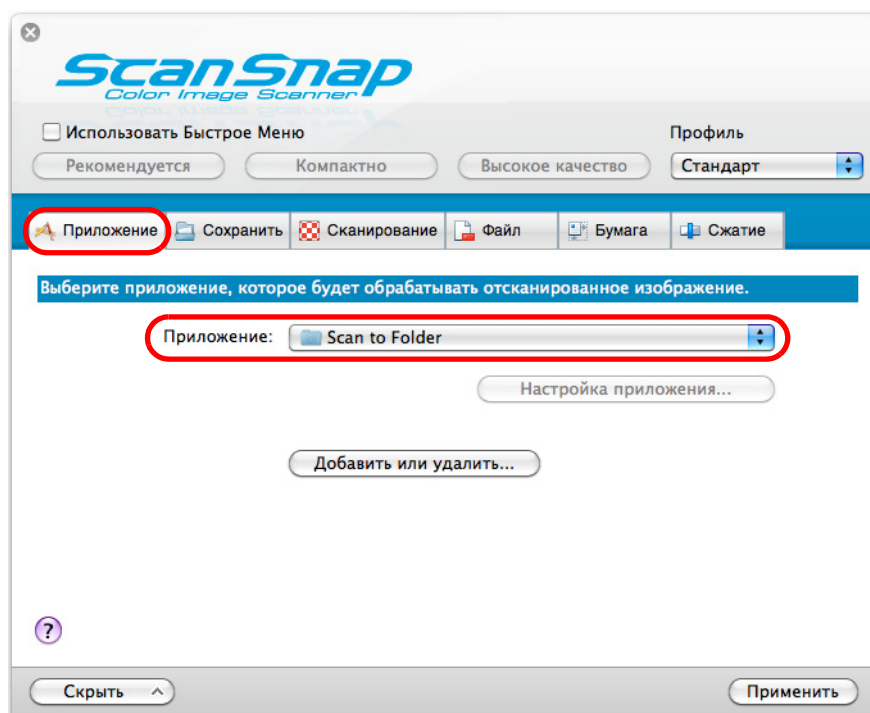 ScanSnap
Color Image Scanner
Использовать Быстрое Меню
Профиль
Рекомендуется Компактно Высокое качество Стандарт
Приложение Сохранить Сканирование Файл Бумага Сжатие
Выберите приложение, которое будет обрабатывать отсканированное изображение.
Приложение: Scan to Folder
Настройка приложения...
Добавить или удалить...
?
Скрыть Применить